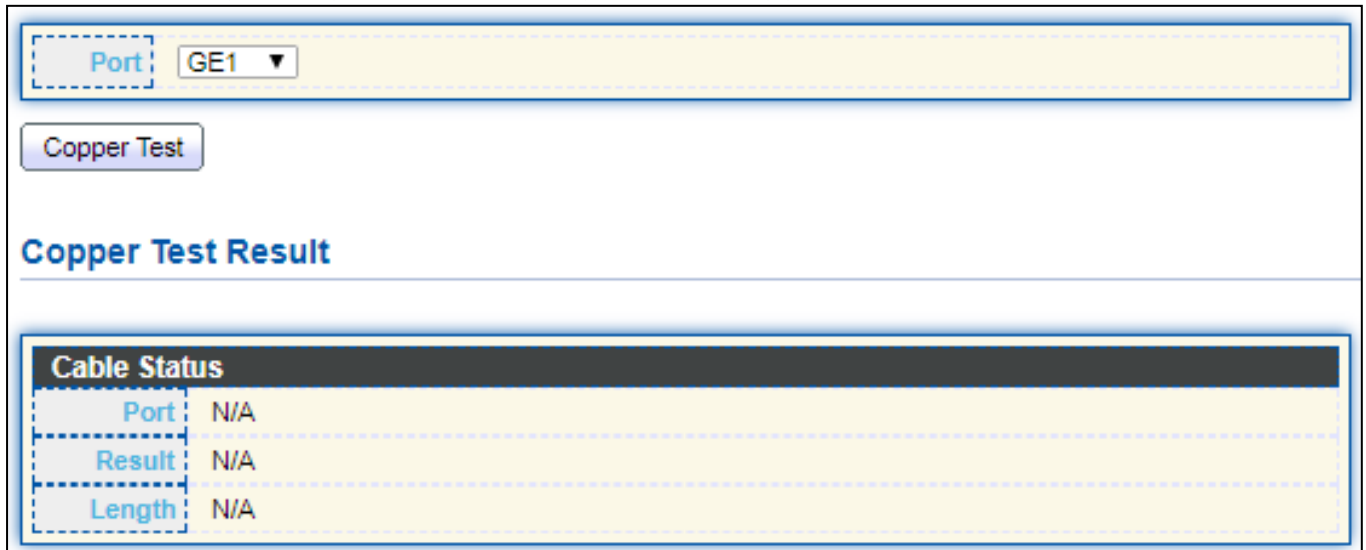 Port GE1 ▼
Copper Test
Copper Test Result
Cable Status
Port N/A
Result N/A
Length N/A